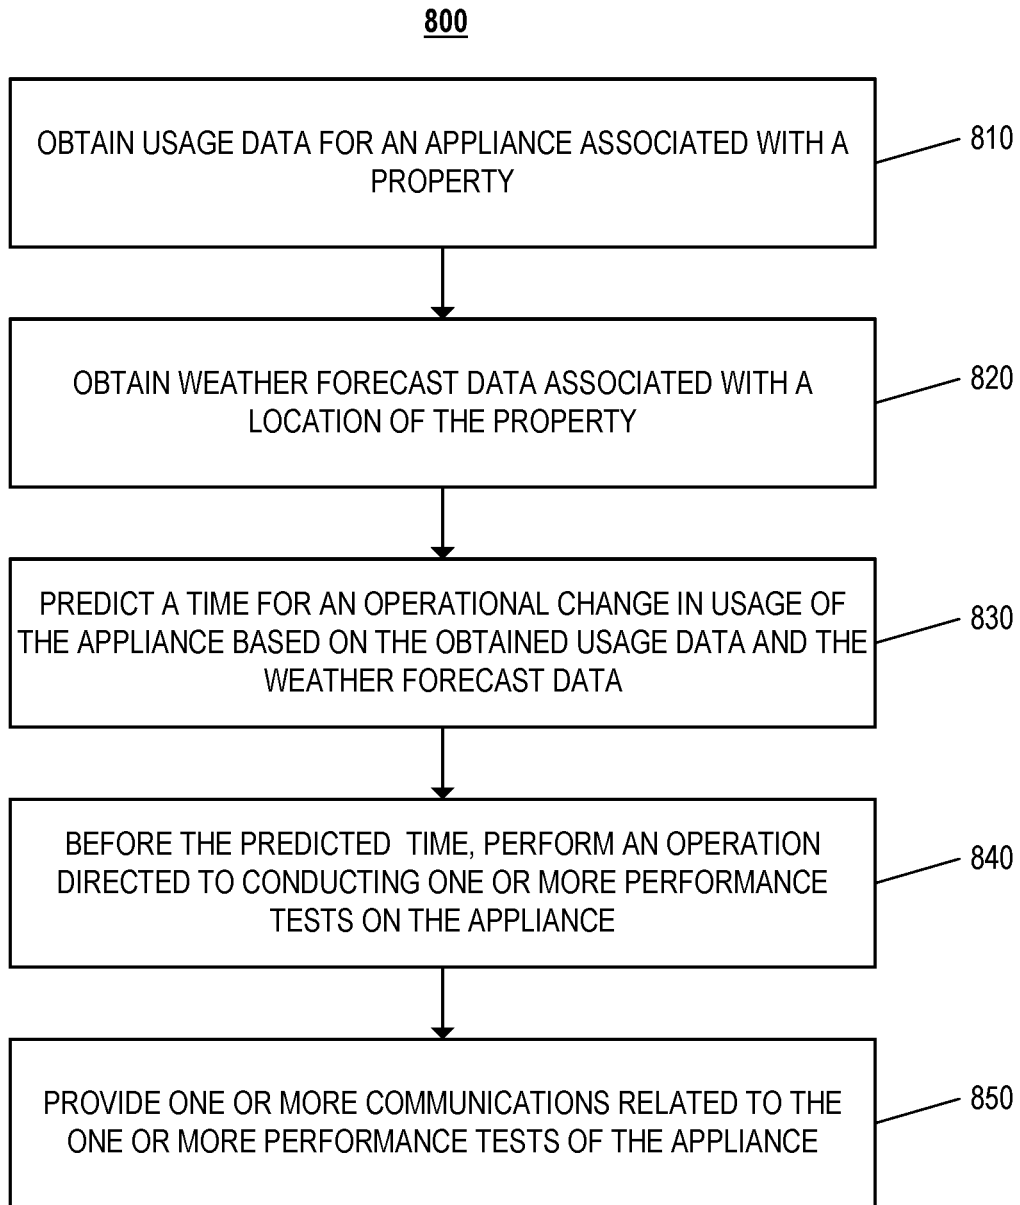 800
OBTAIN USAGE DATA FOR AN APPLIANCE ASSOCIATED WITH A
PROPERTY
810
OBTAIN WEATHER FORECAST DATA ASSOCIATED WITH A
LOCATION OF THE PROPERTY
820
PREDICT A TIME FOR AN OPERATIONAL CHANGE IN USAGE OF
THE APPLIANCE BASED ON THE OBTAINED USAGE DATA AND THE
WEATHER FORECAST DATA
830
BEFORE THE PREDICTED TIME, PERFORM AN OPERATION
DIRECTED TO CONDUCTING ONE OR MORE PERFORMANCE
TESTS ON THE APPLIANCE
840
PROVIDE ONE OR MORE COMMUNICATIONS RELATED TO THE
ONE OR MORE PERFORMANCE TESTS OF THE APPLIANCE
850